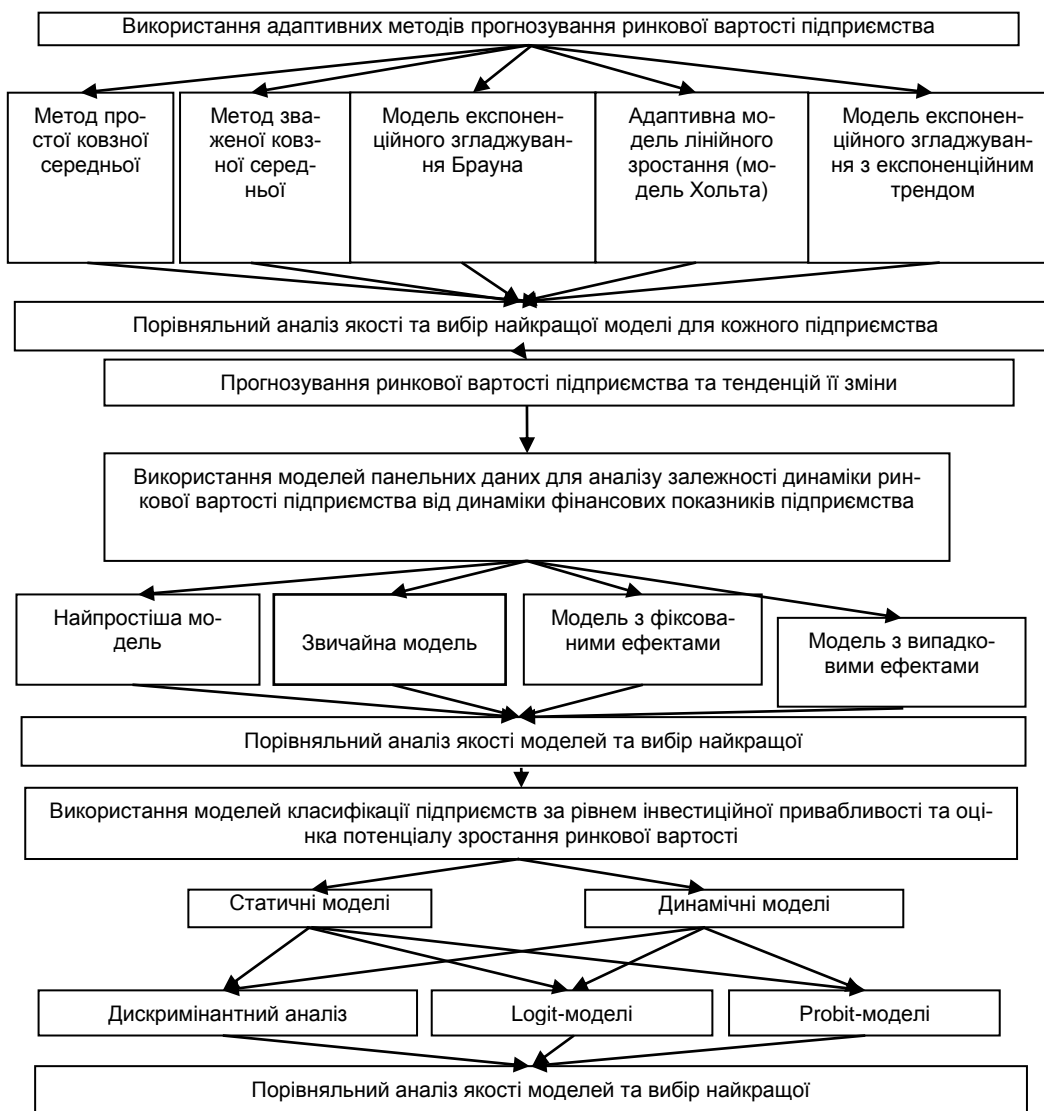 Використання адаптивних методів прогнозування ринкової вартості підприємства
Метод про-
стої ковзної
середньої
Метод зва-
женої ковз-
ної серед-
ньої
Модель експонен-
ційного згладжуван-
ня Брауна
Адаптивна мо-
дель лінійного
зростання (мо-
дель Хольта)
Модель експонен-
ційного згладжуван-
ня з експоненційним
трендом
Порівняльний аналіз якості та вибір найкращої моделі для кожного підприємства
Прогнозування ринкової вартості підприємства та тенденцій її зміни
Використання моделей панельних даних для аналізу залежності динаміки рин-
кової вартості підприємства від динаміки фінансових показників підприємства
Найпростіша мо-
дель
Звичайна модель
Модель з фіксова-
ними ефектами
Модель з випадко-
вими ефектами
Порівняльний аналіз якості моделей та вибір найкращої
Використання моделей класифікації підприємств за рівнем інвестиційної привабливості та оці-
нка потенціалу зростання ринкової вартості
Статичні моделі
Динамічні моделі
Дискримінантний аналіз
Logit-моделі
Probit-моделі
Порівняльний аналіз якості моделей та вибір найкращої